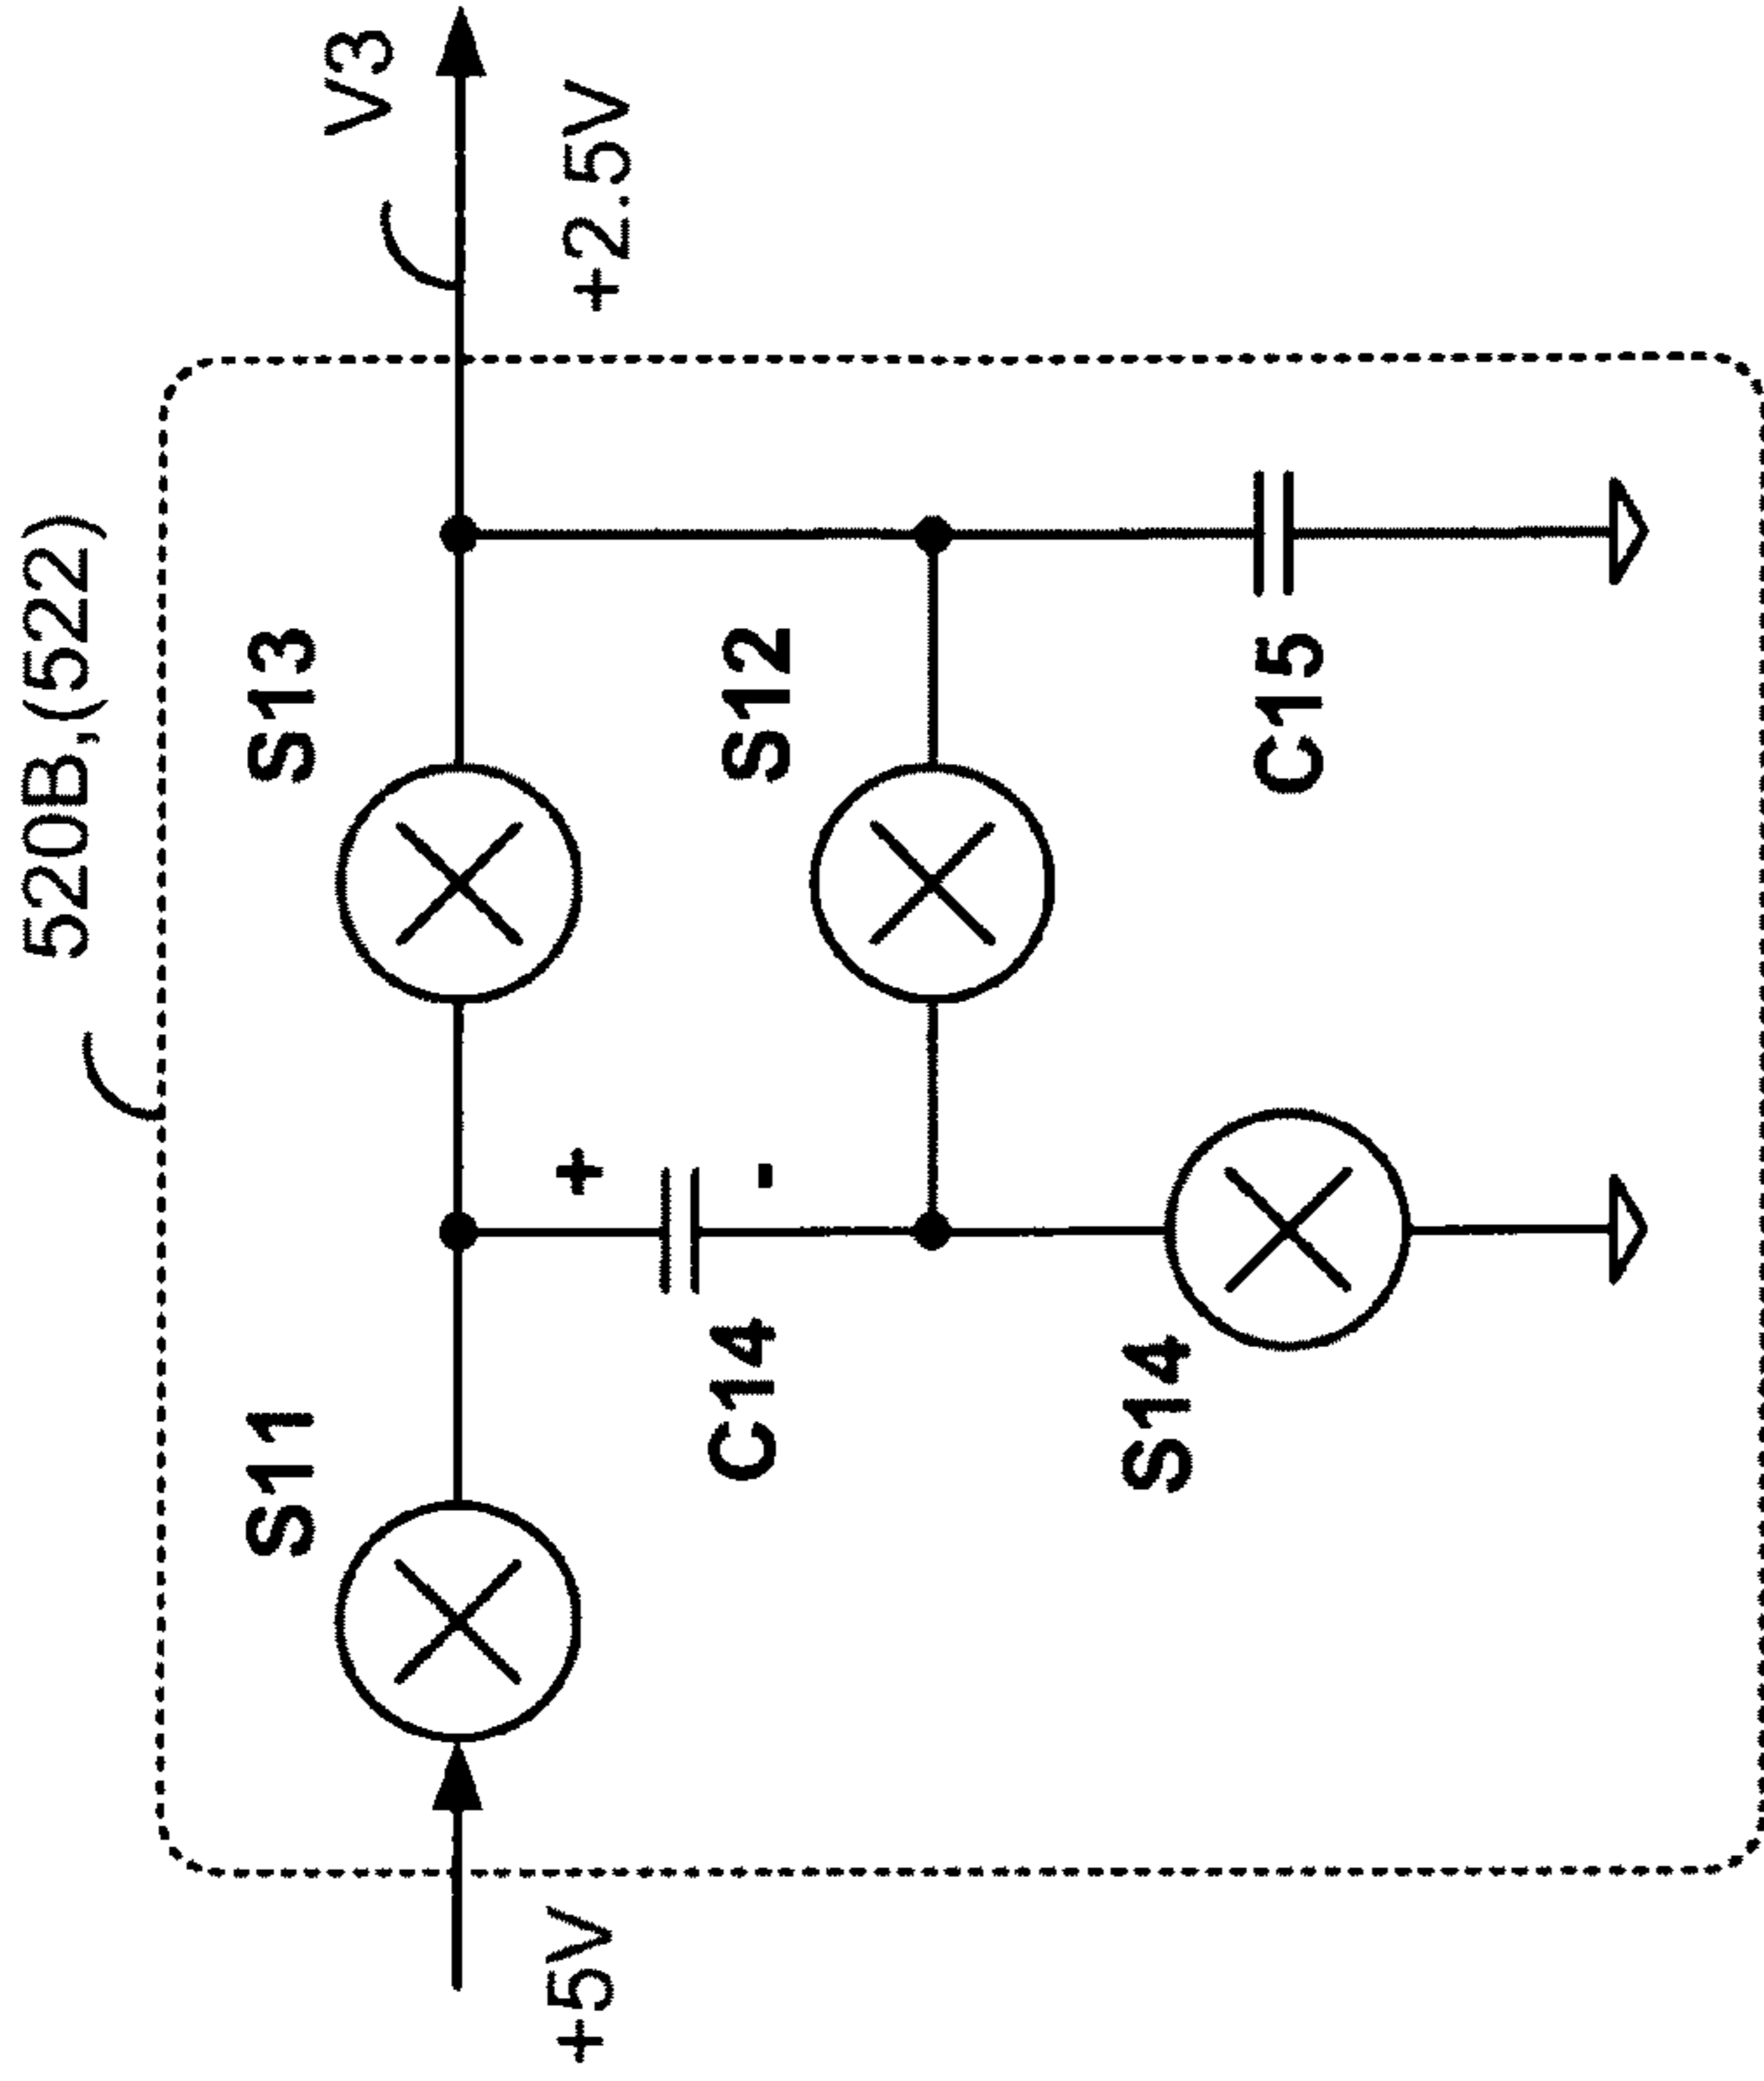 520B,(522)
S11
S13
V3
+5V
+
C14
-
S12
+2.5V
S14
C15